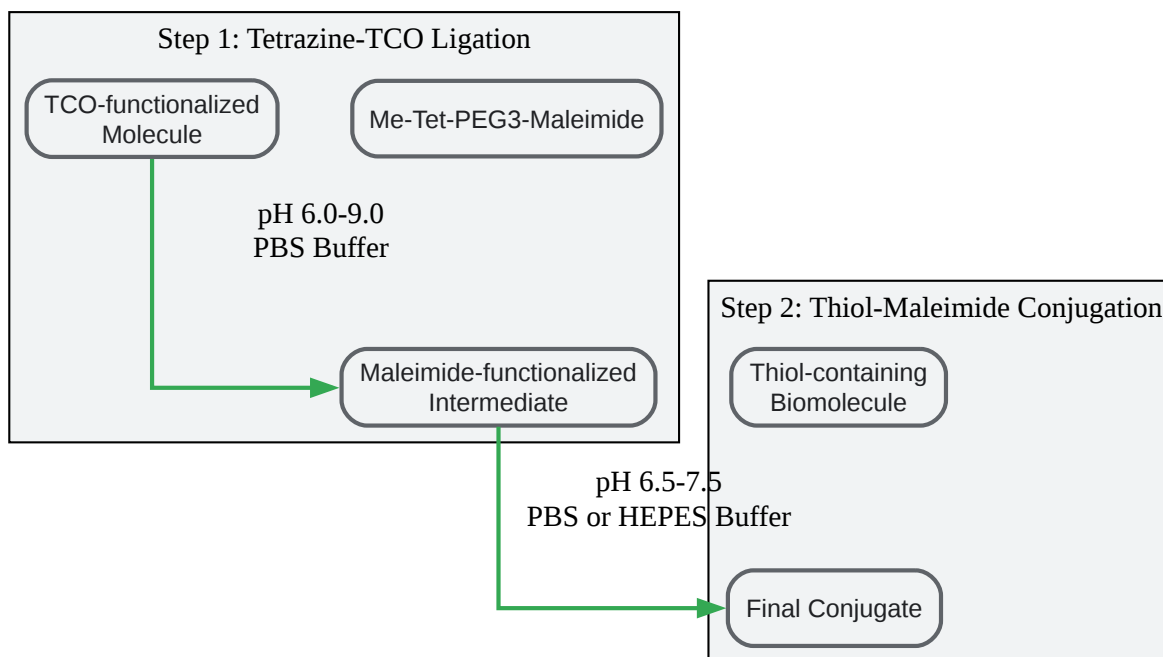 Step 1: Tetrazine-TCO Ligation
TCO-functionalized
Molecule
Me-Tet-PEG3-Maleimide
pH 6.0-9.0
PBS Buffer
Maleimide-functionalized
Intermediate
Step 2: Thiol-Maleimide Conjugation
Thiol-containing
Biomolecule
pH 6.5-7.5
PBS or HEPES Buffer
Final Conjugate